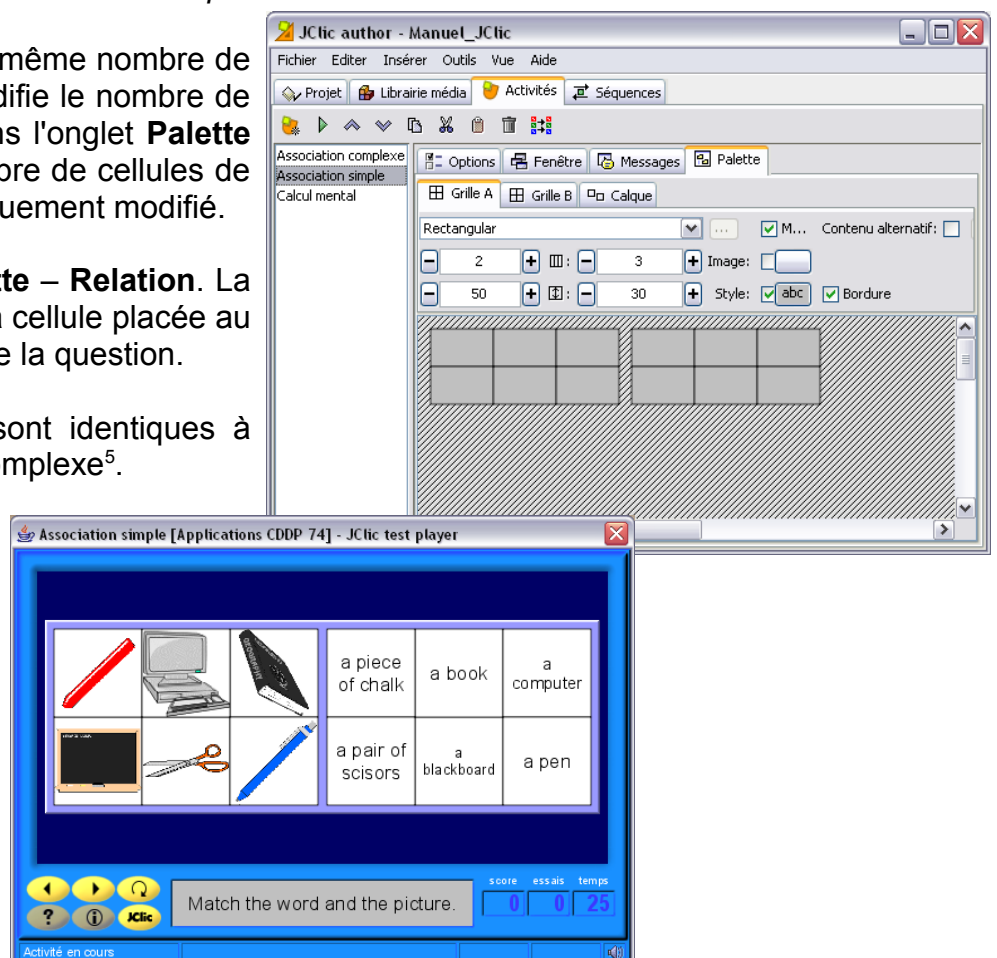 même nombre de
difie le nombre de
ns l'onglet Palette
bre de cellules de
quement modifié.
tte – Relation. La
a cellule placée au
e la question.
sont identiques à
omplexe⁵.
JClic author - Manuel_JClic
Fichier Editer Insérer Outils Vue Aide
Projet Librairie média Activités Séquences
Association complexe
Association simple
Calcul mental
Options Fenêtre Messages Palette
Grille A Grille B Calque
Rectangular ... M... Contenu alternatif:
2 : 3 Image:
50 : 30 Style: abc Bordure
Association simple [Applications CDDP 74] - JClic test player
GEOGRAPHY
a piece of chalk
a book
a computer
a pair of scisors
a blackboard
a pen
JClic
Match the word and the picture.
score essais temps
0 0 25
Activité en cours